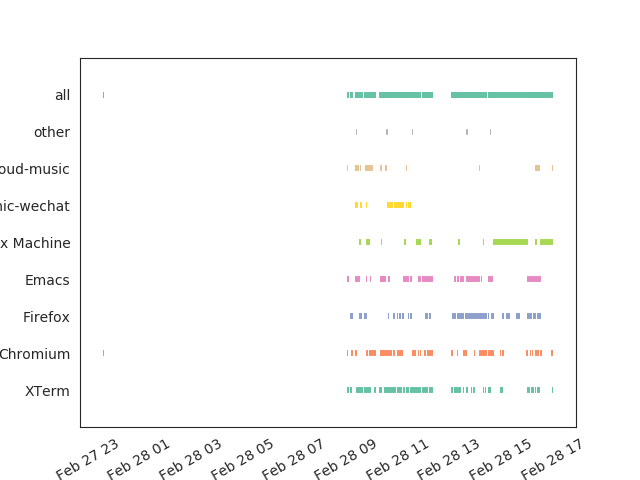 all
other
oud-music
nic-wechat
x Machine
Emacs
Firefox
Chromium
XTerm
Feb 27 23
Feb 28 01
Feb 28 03
Feb 28 05
Feb 28 07
Feb 28 09
Feb 28 11
Feb 28 13
Feb 28 15
Feb 28 17